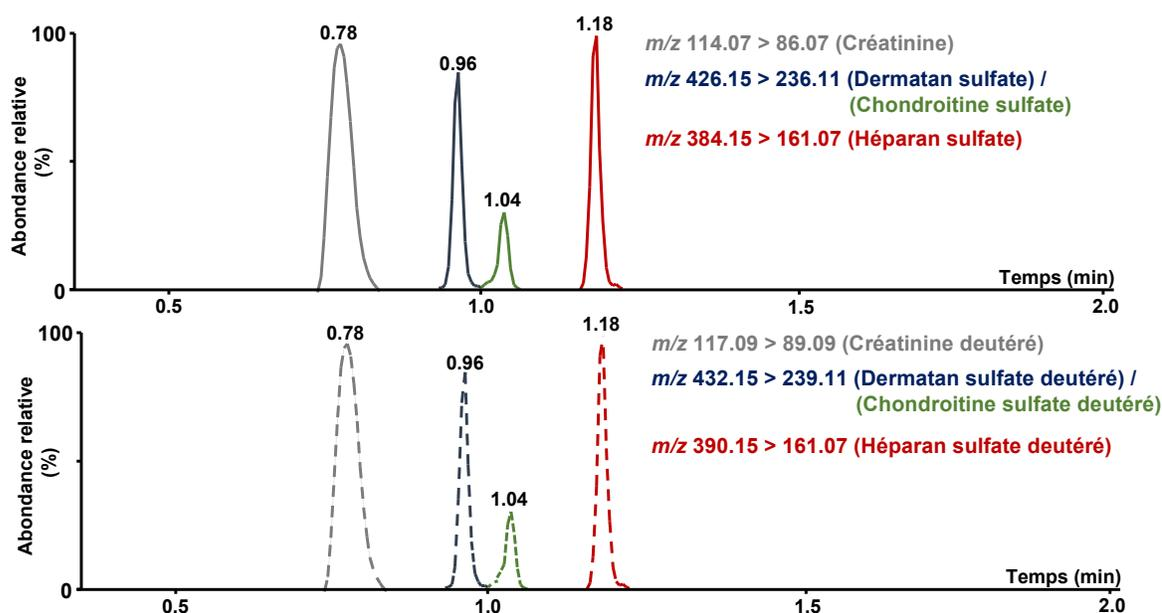 1.18
100
0.78
m/z 114.07 > 86.07 (Créatinine)
0.96
m/z 426.15 > 236.11 (Dermatan sulfate) /
(Chondroitine sulfate)
m/z 384.15 > 161.07 (Héparan sulfate)
Abondance relative
(%)
1.04
Temps (min)
0
0.5
1.0
1.5
2.0
100
0.78
1.18
m/z 117.09 > 89.09 (Créatinine deutéré)
0.96
m/z 432.15 > 239.11 (Dermatan sulfate deutéré) /
(Chondroitine sulfate deutéré)
m/z 390.15 > 161.07 (Héparan sulfate deutéré)
Abondance relative
(%)
1.04
Temps (min)
0
0.5
1.0
1.5
2.0